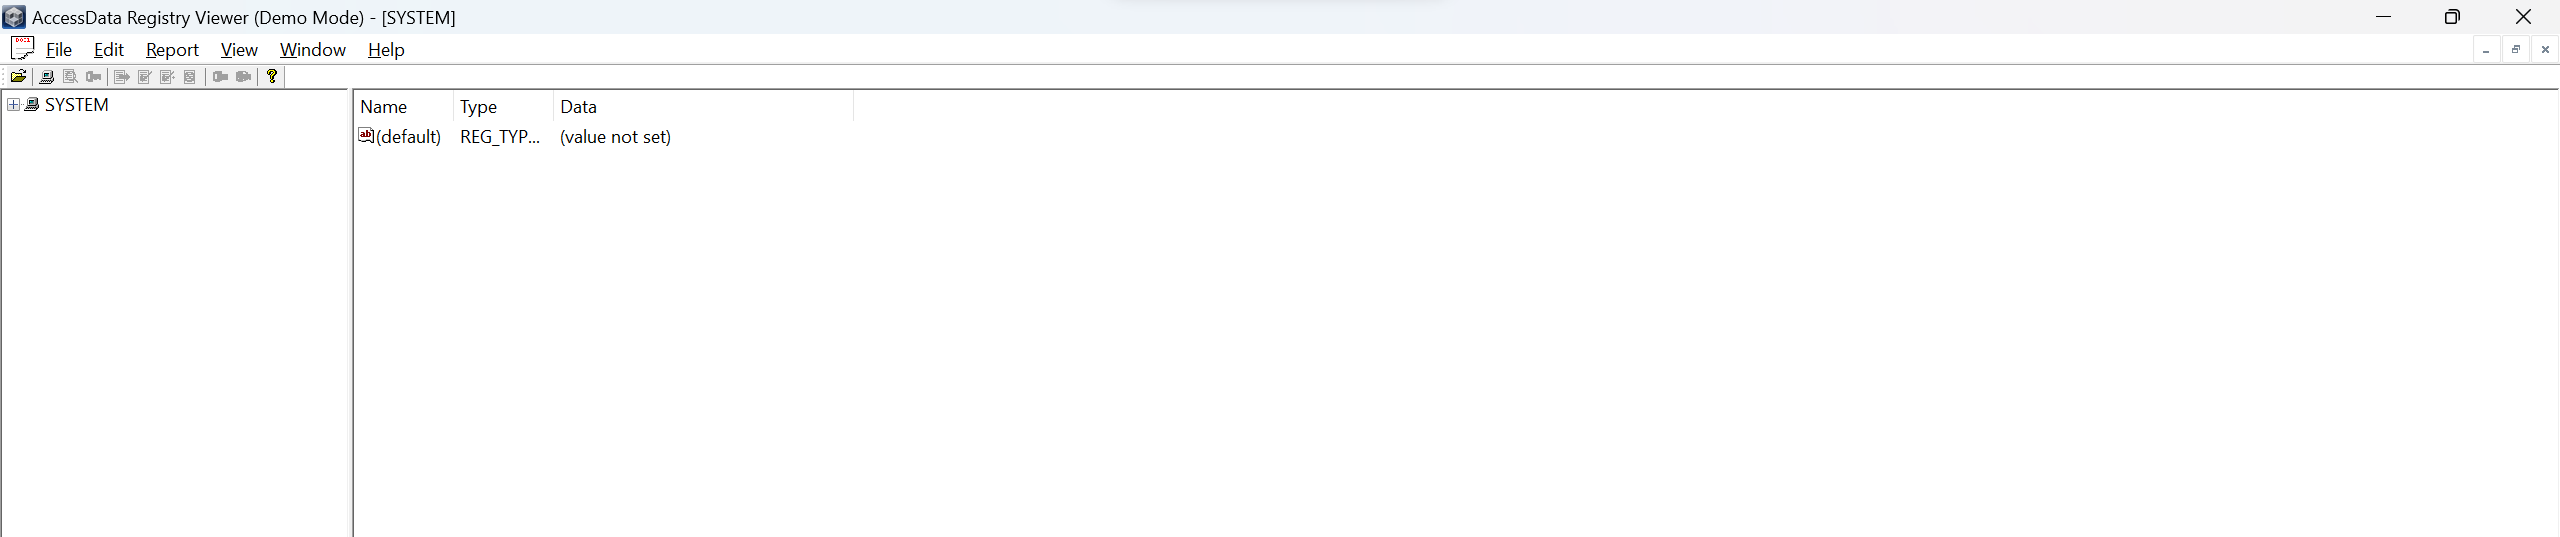 AccessData Registry Viewer (Demo Mode) - [SYSTEM]
File Edit Report View Window Help
SYSTEM
Name Type Data
(default) REG_TYP... (value not set)